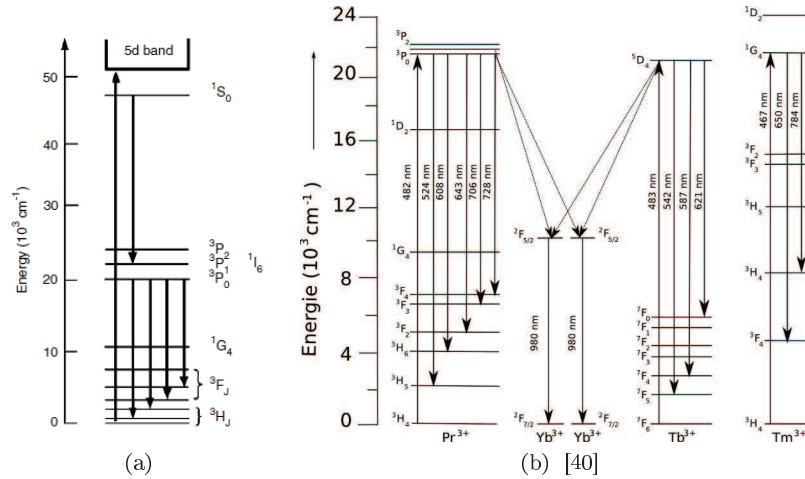 5d band
Energy (10³ cm⁻¹)
50
40
30
20
10
0
¹S₀
³P₂
³P₁
³P₀
¹I₆
¹G₄
³F_J
³H_J
(a)
Energie (10³ cm⁻¹)
24
20
16
12
8
4
0
³P₂
³P₀
¹D₂
482 nm
524 nm
608 nm
643 nm
706 nm
728 nm
¹G₄
³F₄
³F₃
³F₂
³H₆
³H₅
³H₄
Pr³⁺
²F₅/₂
²F₅/₂
980 nm
980 nm
²F₇/₂
²F₇/₂
Yb³⁺
Yb³⁺
⁵D₄
483 nm
542 nm
587 nm
621 nm
⁷F₀
⁷F₁
⁷F₂
⁷F₃
⁷F₄
⁷F₅
⁷F₆
Tb³⁺
¹D₂
¹G₄
467 nm
650 nm
784 nm
³F₂
³F₃
³H₅
³H₄
³F₄
³H₄
Tm³⁺
(b) [40]